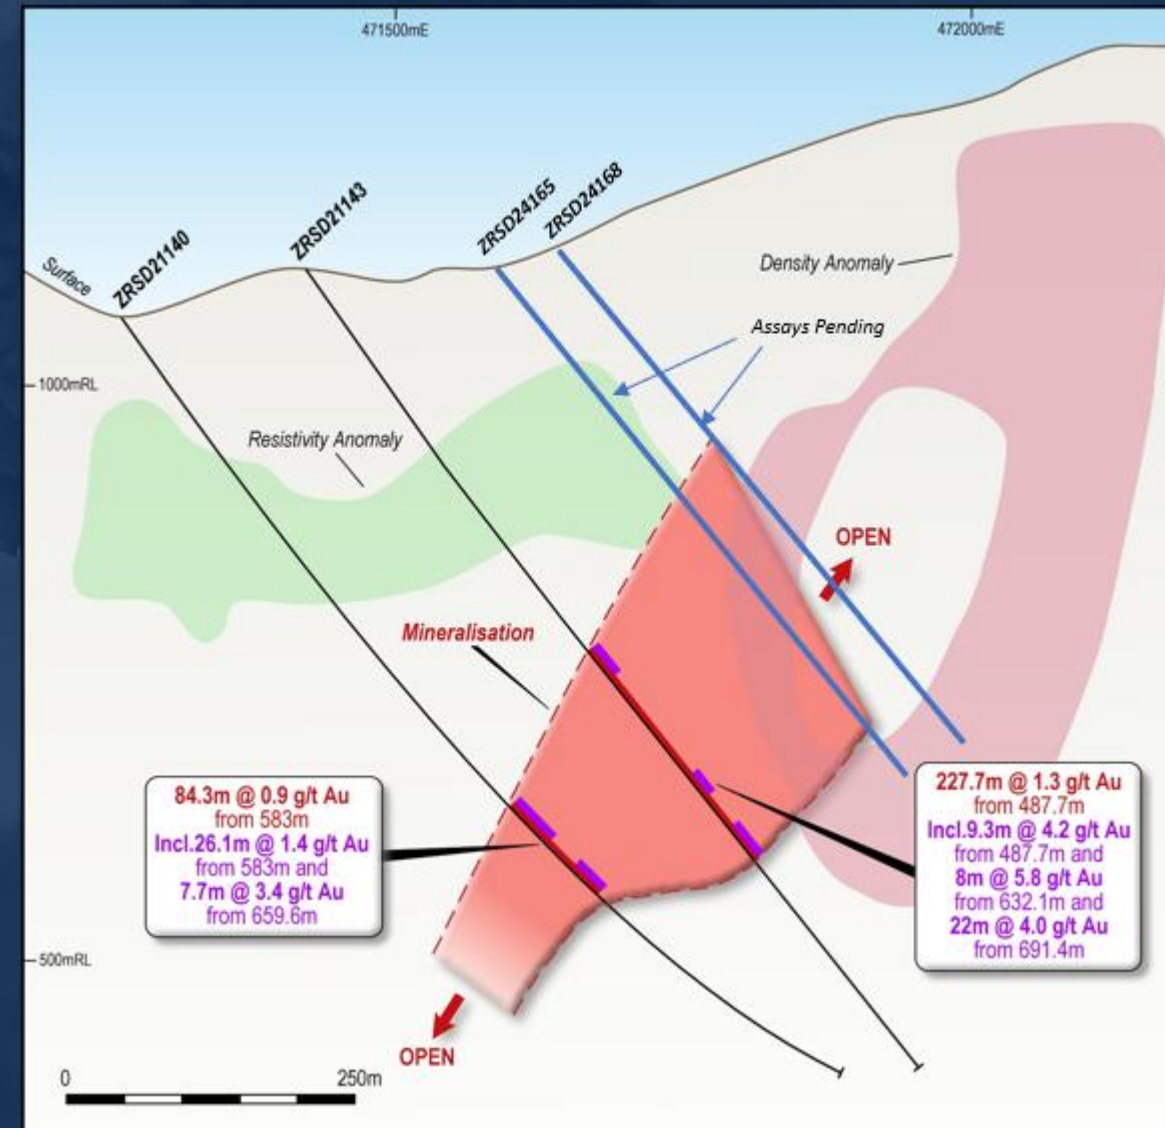 471500mE
472000mE
ZRSD21140
ZRSD21143
ZRSD24165
ZRSD24168
Surface
Density Anomaly
Assays Pending
1000mRL
Resistivity Anomaly
OPEN
Mineralisation
84.3m @ 0.9 g/t Au
from 583m
Incl.26.1m @ 1.4 g/t Au
from 583m and
7.7m @ 3.4 g/t Au
from 659.6m
227.7m @ 1.3 g/t Au
from 487.7m
Incl.9.3m @ 4.2 g/t Au
from 487.7m and
8m @ 5.8 g/t Au
from 632.1m and
22m @ 4.0 g/t Au
from 691.4m
500mRL
OPEN
0
250m